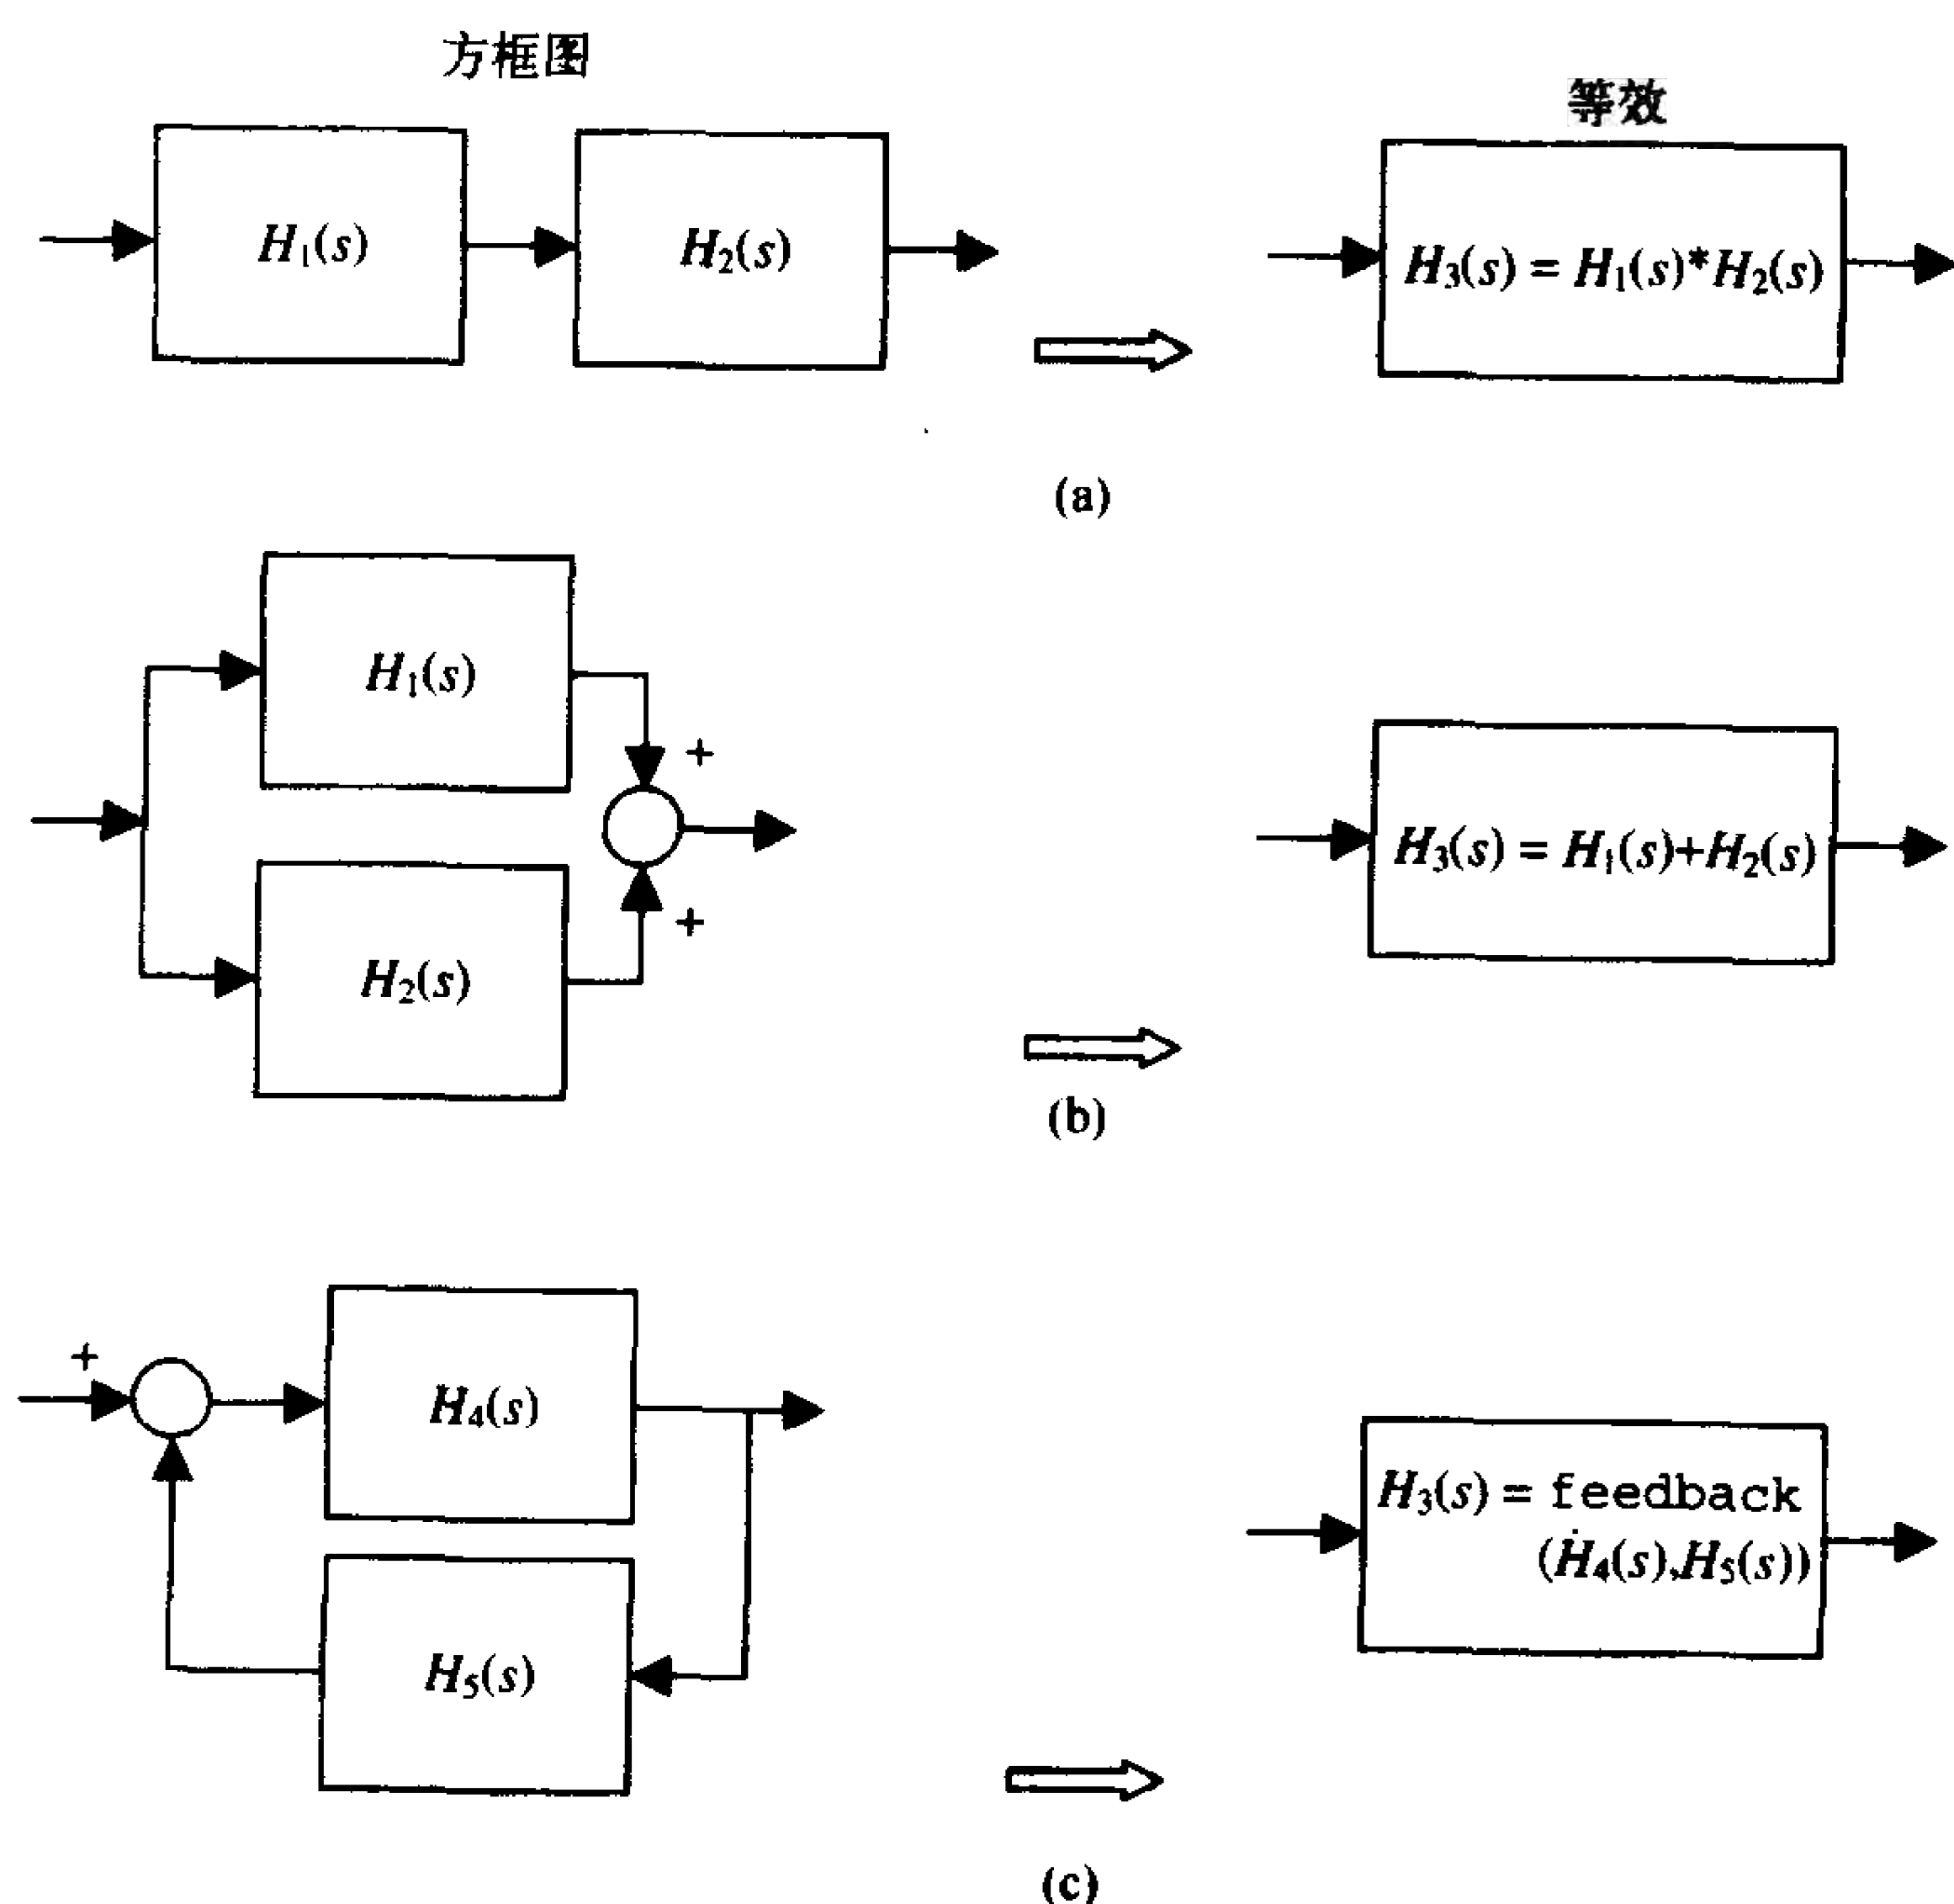 方框图
等效
H₁(s)
H₂(s)
H₃(s) = H₁(s)*H₂(s)
(a)
H₁(s)
+
H₃(s) = H₁(s)+H₂(s)
+
H₂(s)
(b)
+
H₄(s)
H₃(s) = feedback
(H₄(s),H₅(s))
H₅(s)
(c)